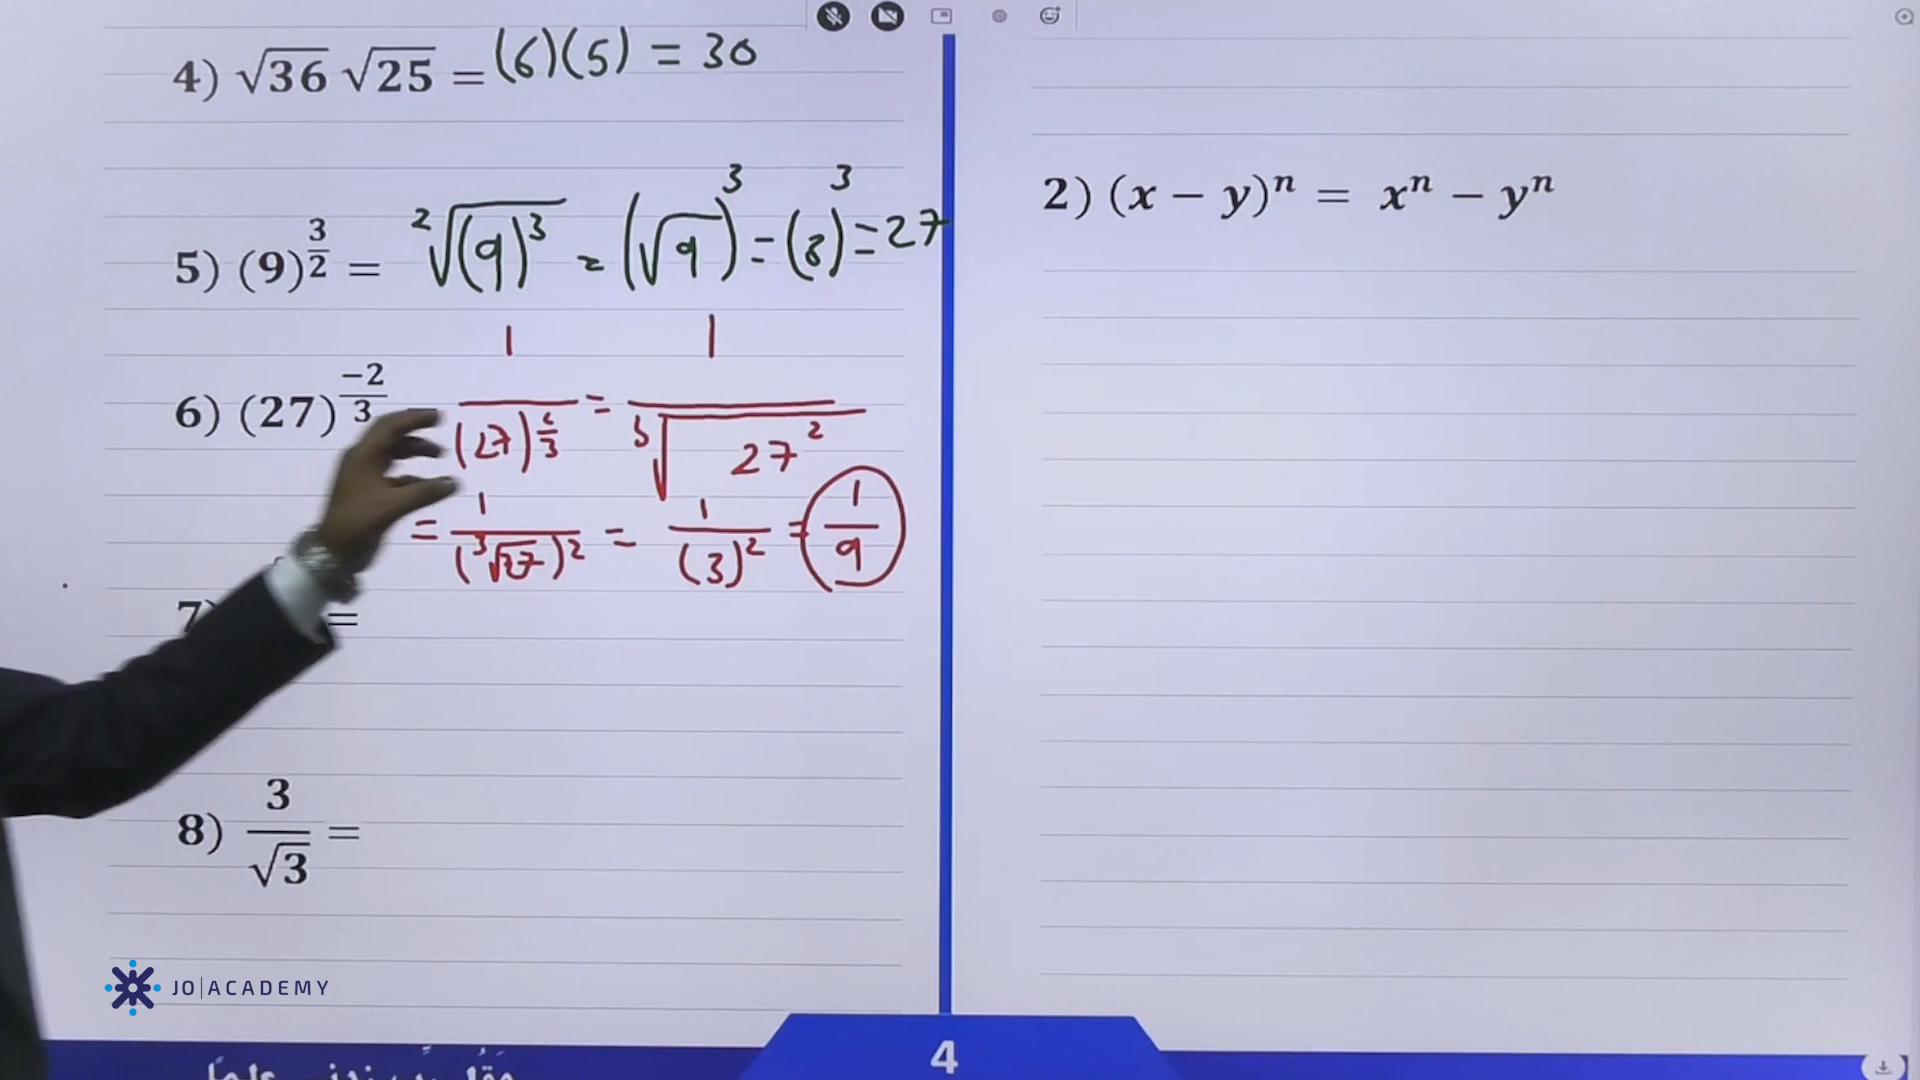 4) √36 √25 = (6)(5) = 30
5) (9)^(3/2) = ²√(9)³ = (√9)³ = (3)³ = 27
6) (27)^(-2/3) = 1/(27)^(2/3) = 1/³√27²
= 1/(³√27)² = 1/(3)² = 1/9
7) =
8) 3/√3 =
JO|ACADEMY
2) (x − y)ⁿ = xⁿ − yⁿ
4